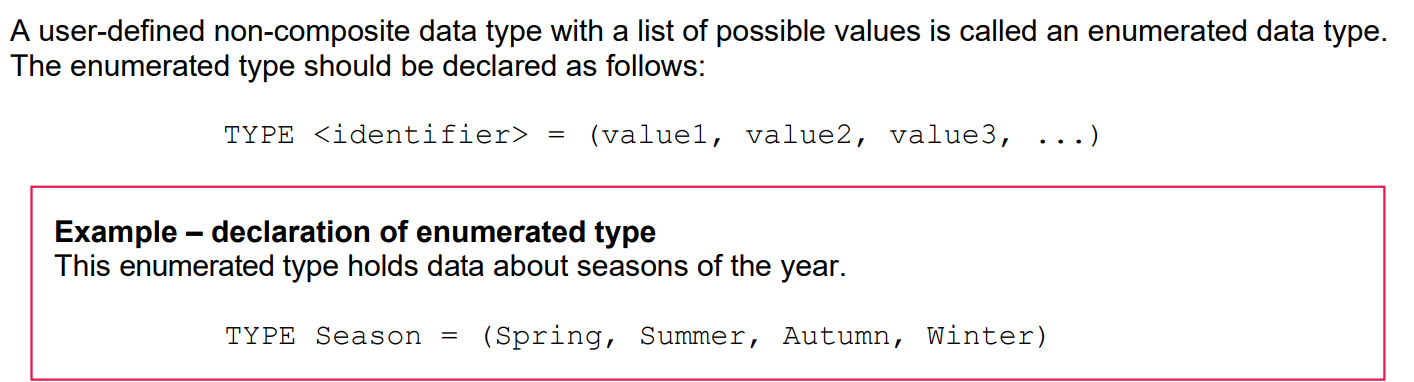 A user-defined non-composite data type with a list of possible values is called an enumerated data type.
The enumerated type should be declared as follows:
TYPE <identifier> = (value1, value2, value3, ...)
Example – declaration of enumerated type
This enumerated type holds data about seasons of the year.
TYPE Season = (Spring, Summer, Autumn, Winter)